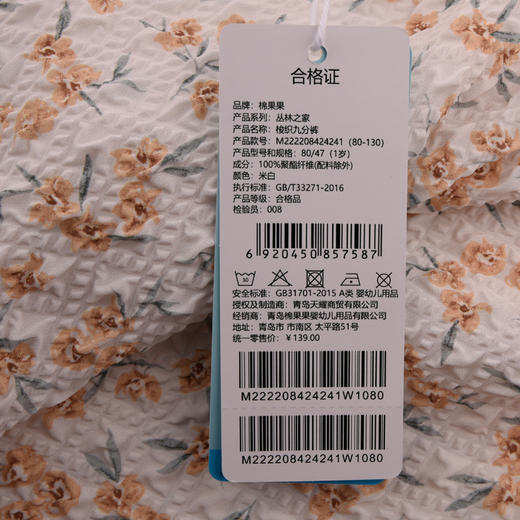 合格证
品牌：棉果果
产品系列：丛林之家
产品名称：梭织九分裤
产品款号：M222208424241 (80-130)
产品型号和规格：80/47 (1岁)
成分：100%聚酯纤维(配料除外)
颜色：米白
执行标准：GB/T33271-2016
产品等级：合格品
检验员：008
6 920450 857587
30
安全标准：GB31701-2015 A类 婴幼儿用品
授权及制造商：青岛天耀商贸有限公司
经销商：青岛棉果果婴幼儿用品有限公司
地址：青岛市 市南区 太平路51号
统一零售价：￥139.00
M222208424241W1080
M222208424241W1080